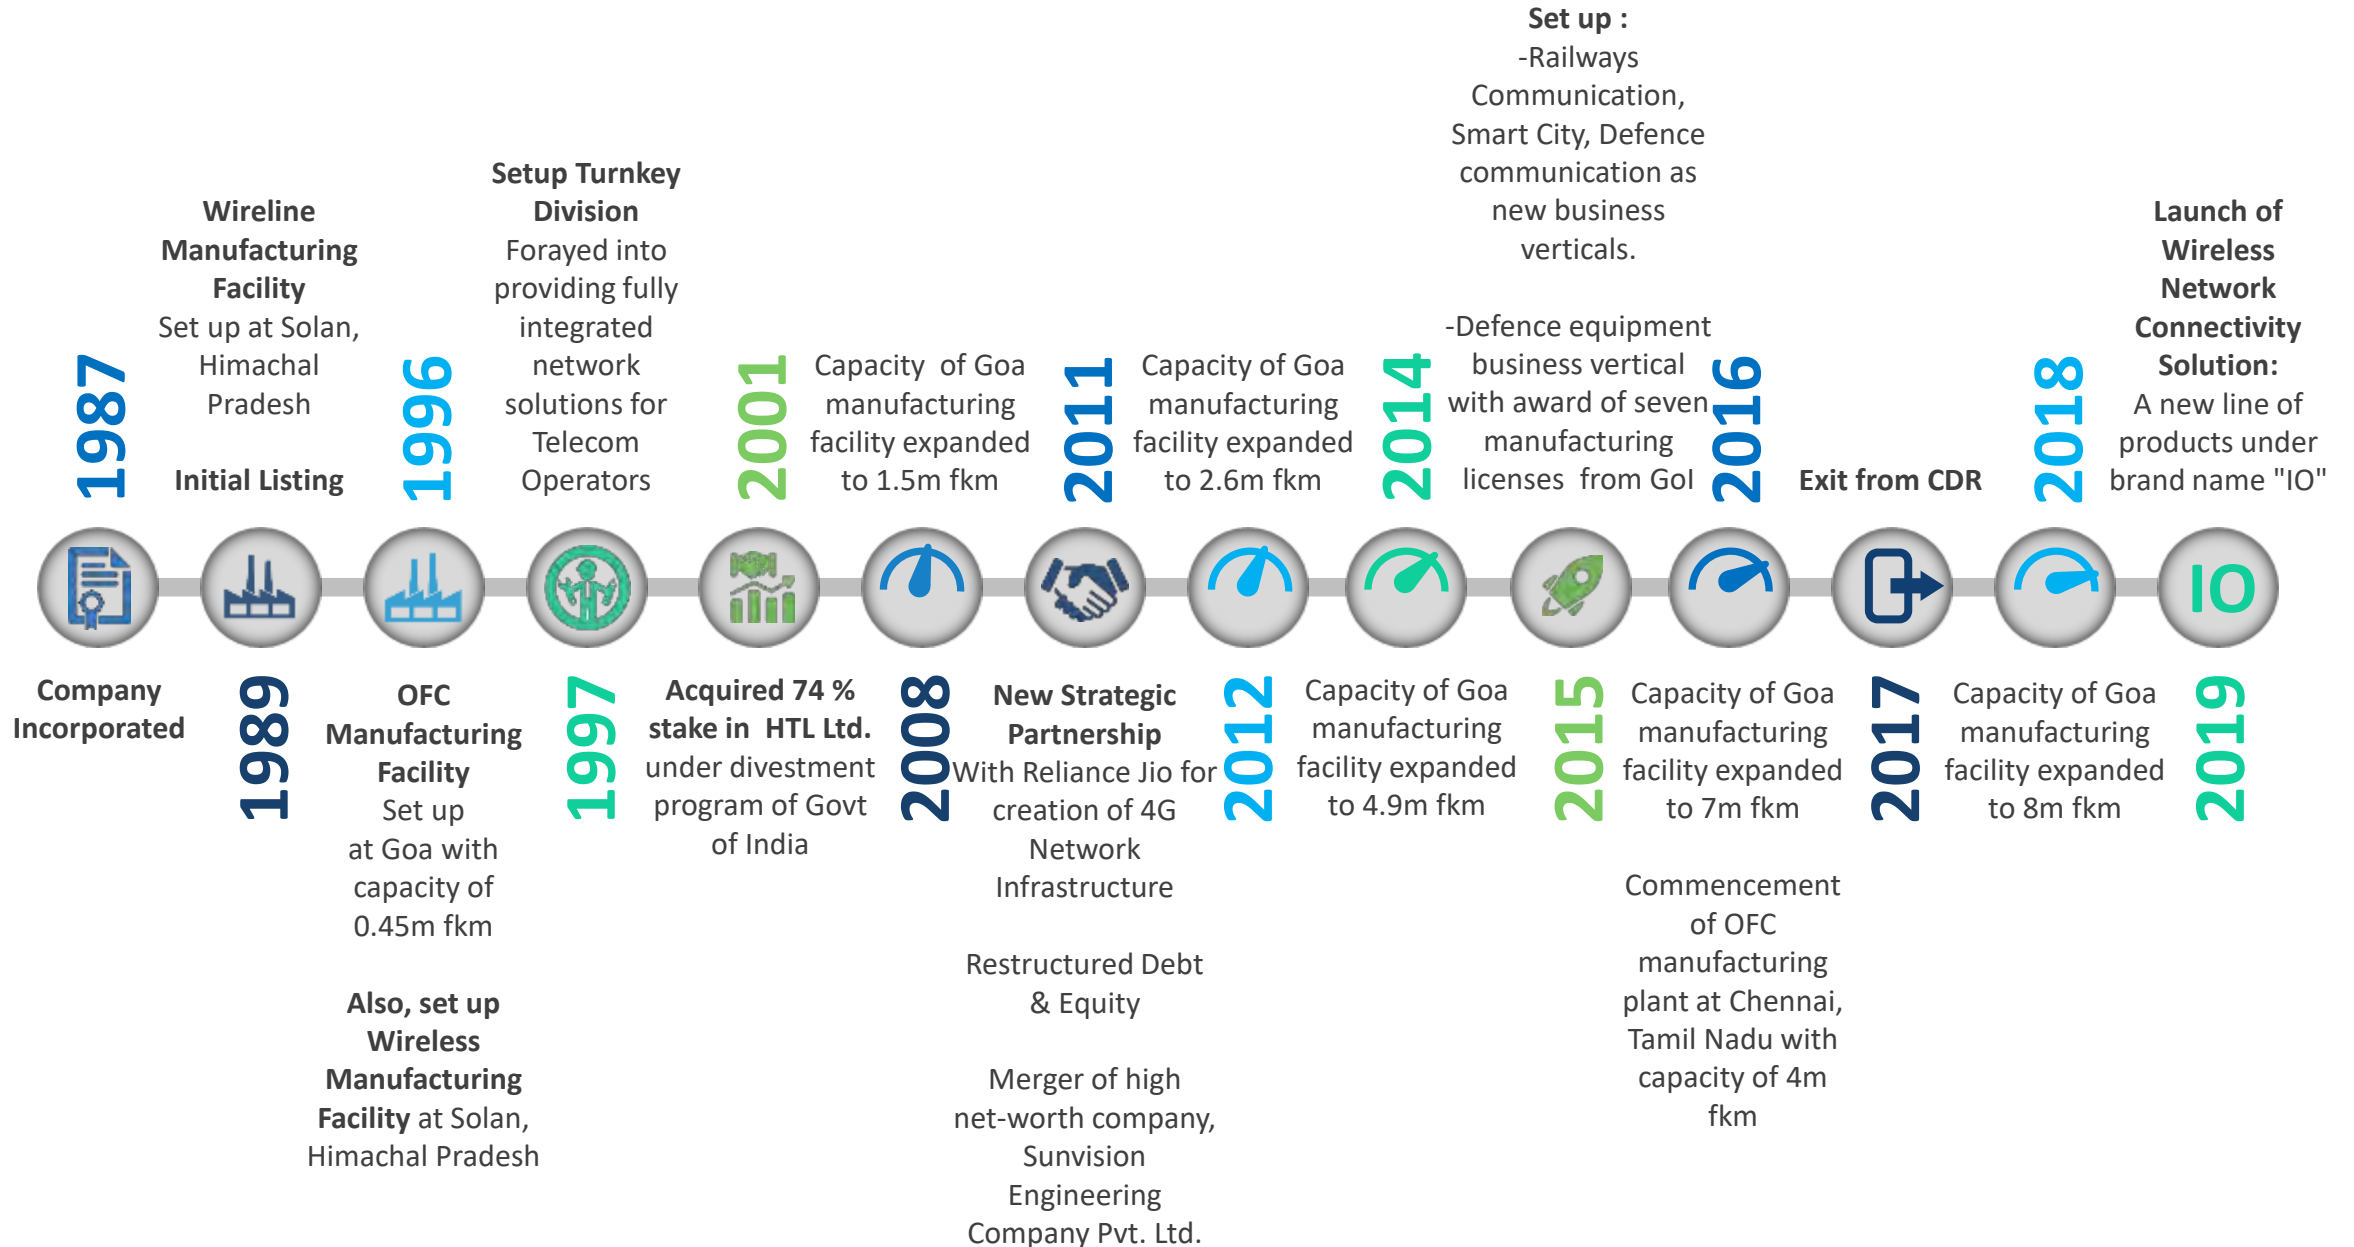 1987
Company
Incorporated
Wireline
Manufacturing
Facility
Set up at Solan,
Himachal
Pradesh
Initial Listing
1989
1996
OFC
Manufacturing
Facility
Set up
at Goa with
capacity of
0.45m fkm
Also, set up
Wireless
Manufacturing
Facility at Solan,
Himachal Pradesh
Setup Turnkey
Division
Forayed into
providing fully
integrated
network
solutions for
Telecom
Operators
1997
2001
Acquired 74 %
stake in HTL Ltd.
under divestment
program of Govt
of India
Capacity of Goa
manufacturing
facility expanded
to 1.5m fkm
2008
2011
New Strategic
Partnership
With Reliance Jio for
creation of 4G
Network
Infrastructure
Restructured Debt
& Equity
Merger of high
net-worth company,
Sunvision
Engineering
Company Pvt. Ltd.
Capacity of Goa
manufacturing
facility expanded
to 2.6m fkm
2012
2014
Capacity of Goa
manufacturing
facility expanded
to 4.9m fkm
Set up :
-Railways
Communication,
Smart City, Defence
communication as
new business
verticals.
-Defence equipment
business vertical
with award of seven
manufacturing
licenses from GoI
2015
2016
Capacity of Goa
manufacturing
facility expanded
to 7m fkm
Commencement
of OFC
manufacturing
plant at Chennai,
Tamil Nadu with
capacity of 4m
fkm
Exit from CDR
2017
2018
Capacity of Goa
manufacturing
facility expanded
to 8m fkm
Launch of
Wireless
Network
Connectivity
Solution:
A new line of
products under
brand name "IO"
IO
2019